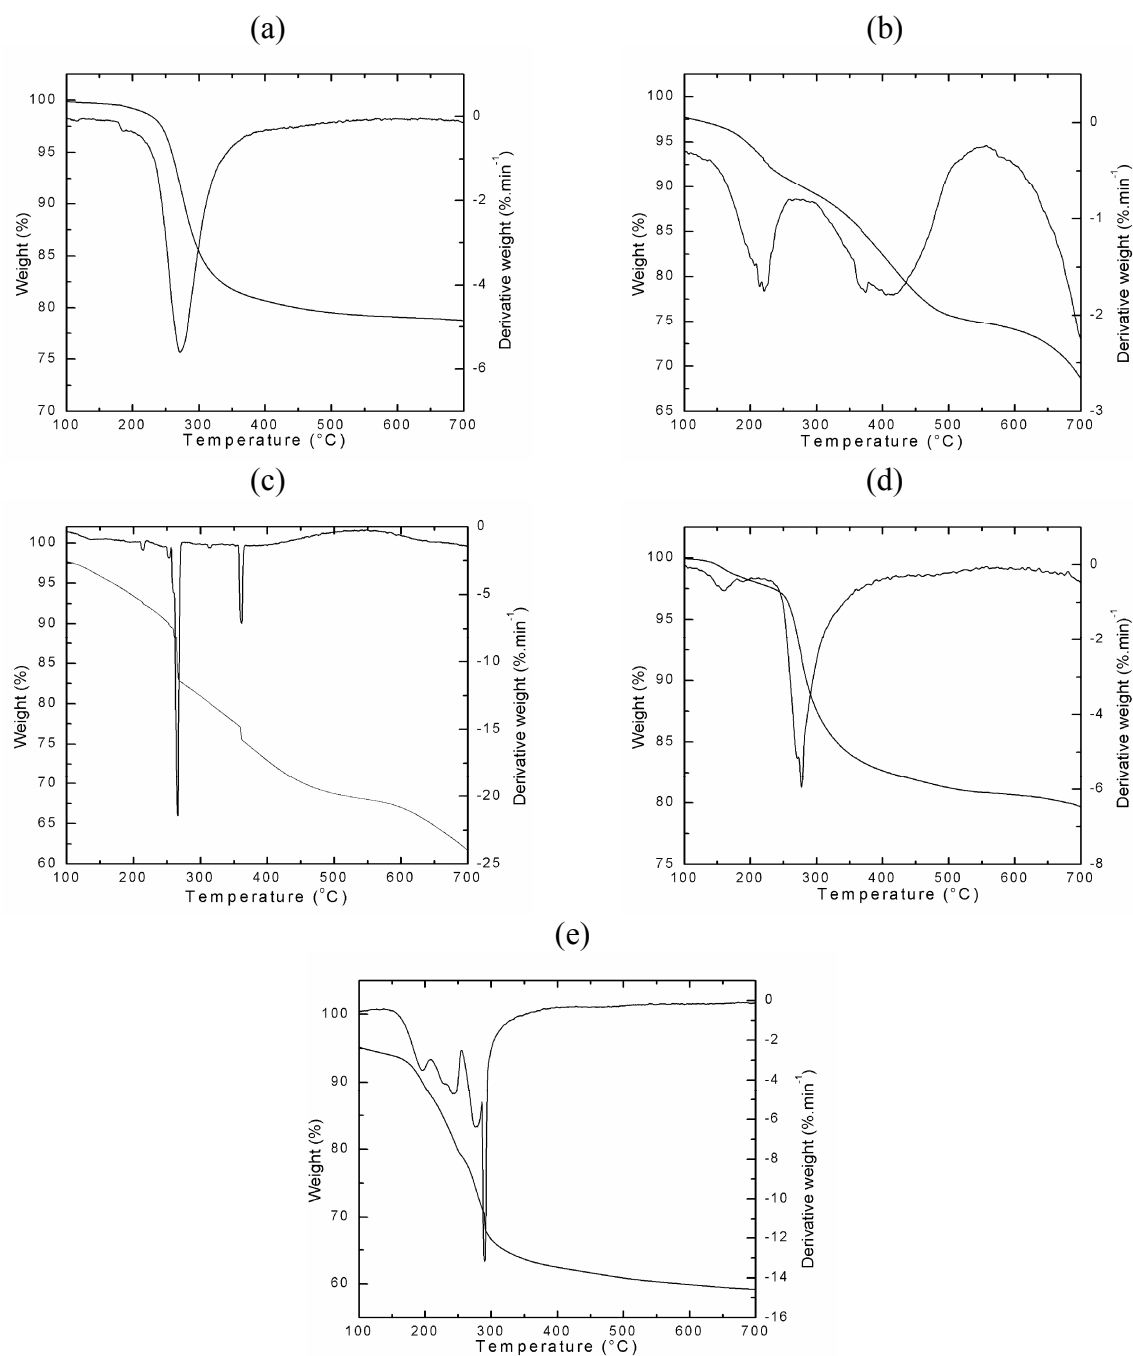 (a)
100
95
90
85
80
75
70
Weight (%)
0
-2
-4
-6
Derivative weight (%.min-1)
100 200 300 400 500 600 700
Temperature (°C)
(b)
100
95
90
85
80
75
70
65
Weight (%)
0
-1
-2
-3
Derivative weight (%.min-1)
100 200 300 400 500 600 700
Temperature (°C)
(c)
100
95
90
85
80
75
70
65
60
Weight (%)
0
-5
-10
-15
-20
-25
Derivative weight (%.min-1)
100 200 300 400 500 600 700
Temperature (°C)
(d)
100
95
90
85
80
75
Weight (%)
0
-2
-4
-6
-8
Derivative weight (%.min)-1
100 200 300 400 500 600 700
Temperature (°C)
(e)
100
90
80
70
60
Weight (%)
0
-2
-4
-6
-8
-10
-12
-14
-16
Derivative weight (%.min-1)
100 200 300 400 500 600 700
Temperature (°C)